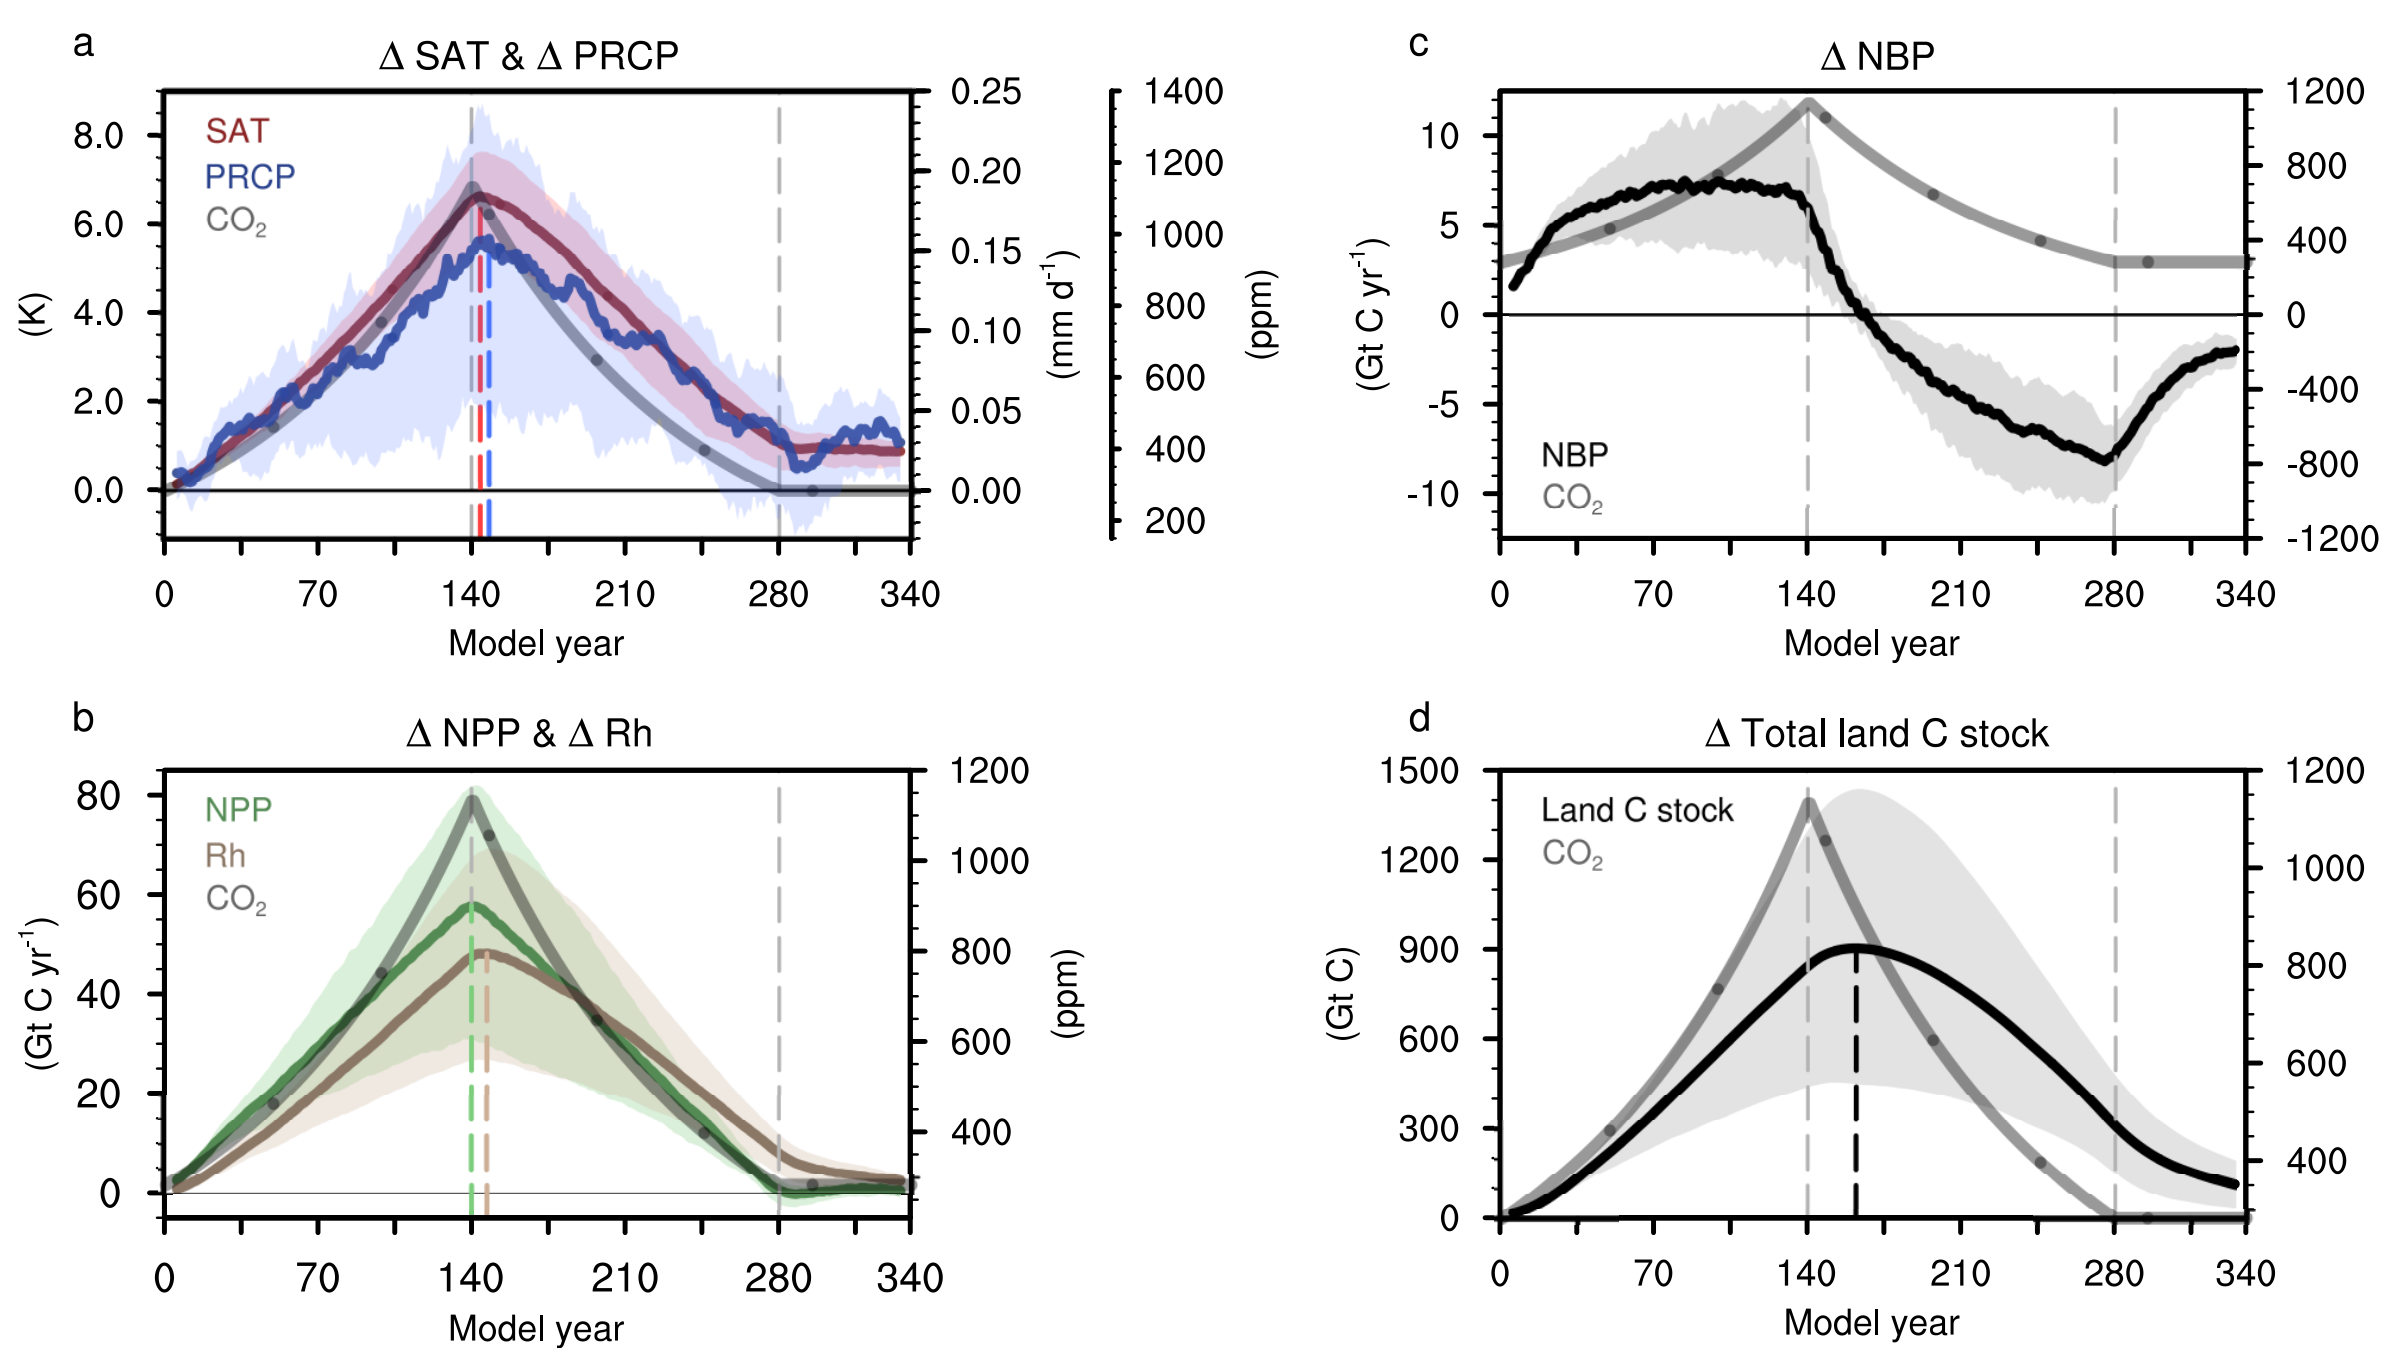 a
Δ SAT & Δ PRCP
SAT
PRCP
CO₂
8.0
6.0
4.0
2.0
0.0
(K)
0.25
0.20
0.15
0.10
0.05
0.00
(mm d⁻¹)
1400
1200
1000
800
600
400
200
(ppm)
0 70 140 210 280 340
Model year
c
Δ NBP
10
5
0
-5
-10
(Gt C yr⁻¹)
NBP
CO₂
1200
800
400
0
-400
-800
-1200
0 70 140 210 280 340
Model year
b
Δ NPP & Δ Rh
NPP
Rh
CO₂
80
60
40
20
0
(Gt C yr⁻¹)
1200
1000
800
600
400
(ppm)
0 70 140 210 280 340
Model year
d
Δ Total land C stock
Land C stock
CO₂
1500
1200
900
600
300
0
(Gt C)
1200
1000
800
600
400
0 70 140 210 280 340
Model year